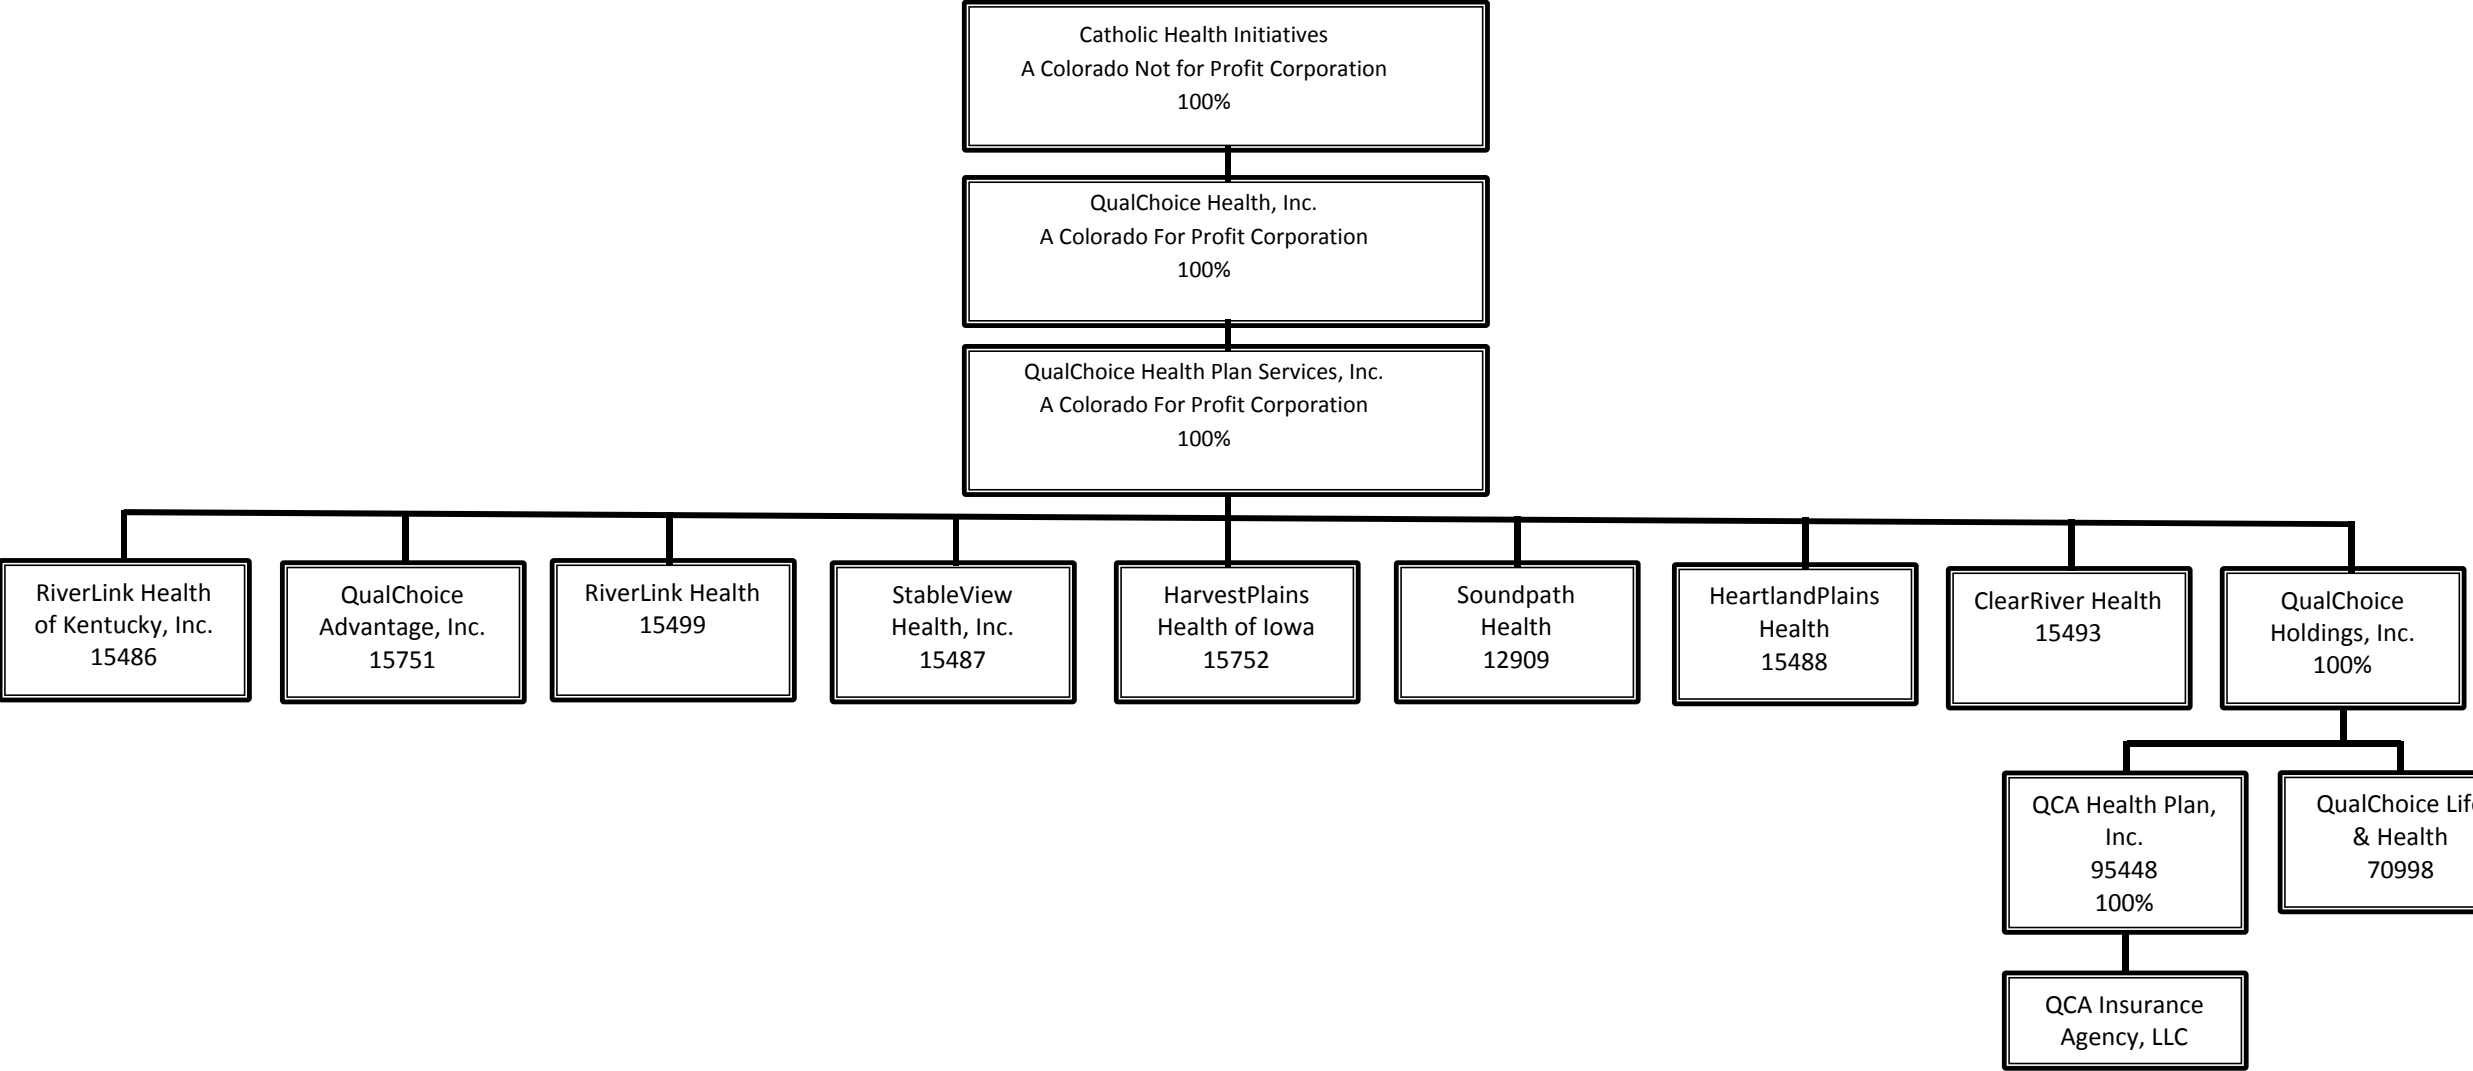 Catholic Health Initiatives
A Colorado Not for Profit Corporation
100%
QualChoice Health, Inc.
A Colorado For Profit Corporation
100%
QualChoice Health Plan Services, Inc.
A Colorado For Profit Corporation
100%
RiverLink Health
of Kentucky, Inc.
15486
QualChoice
Advantage, Inc.
15751
RiverLink Health
15499
StableView
Health, Inc.
15487
HarvestPlains
Health of Iowa
15752
Soundpath
Health
12909
HeartlandPlains
Health
15488
ClearRiver Health
15493
QualChoice
Holdings, Inc.
100%
QCA Health Plan,
Inc.
95448
100%
QualChoice Lif
& Health
70998
QCA Insurance
Agency, LLC